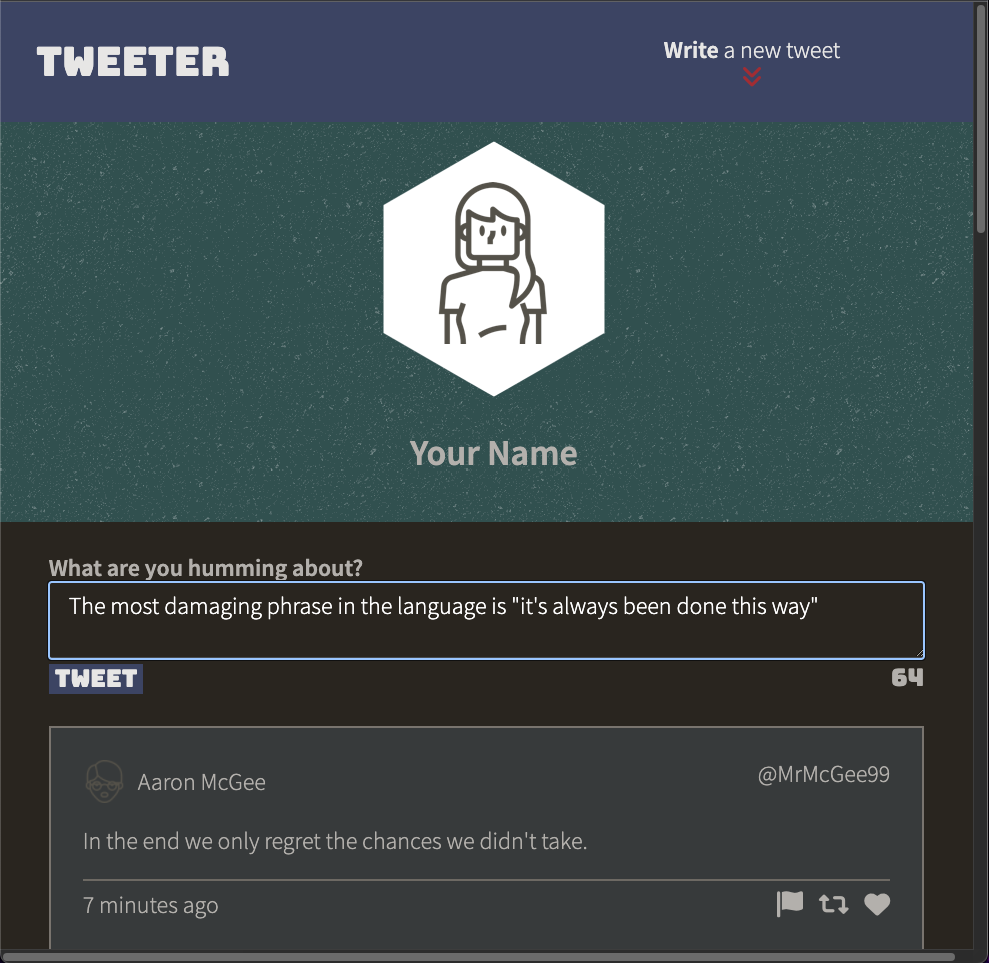 TWEETER
Write a new tweet
Your Name
What are you humming about?
The most damaging phrase in the language is "it's always been done this way"
TWEET
64
Aaron McGee
@MrMcGee99
In the end we only regret the chances we didn't take.
7 minutes ago